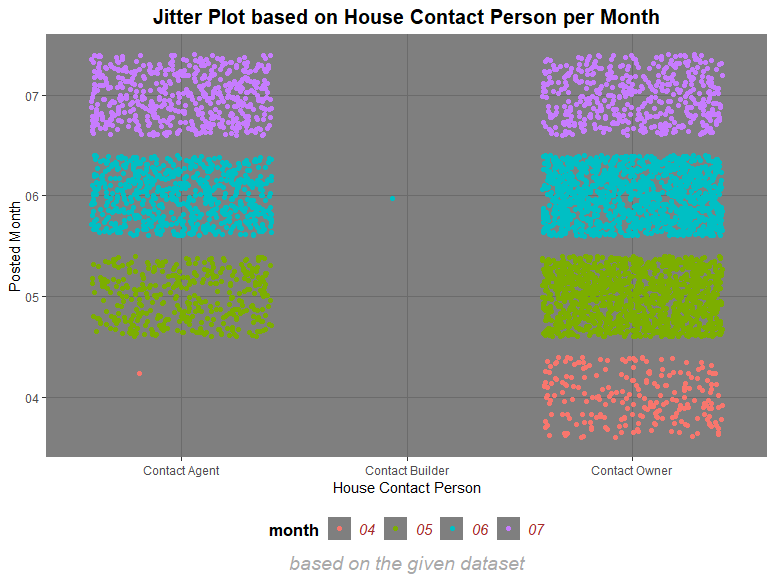 Jitter Plot based on House Contact Person per Month
Posted Month
07
06
05
04
Contact Agent Contact Builder Contact Owner
House Contact Person
month 04 05 06 07
based on the given dataset